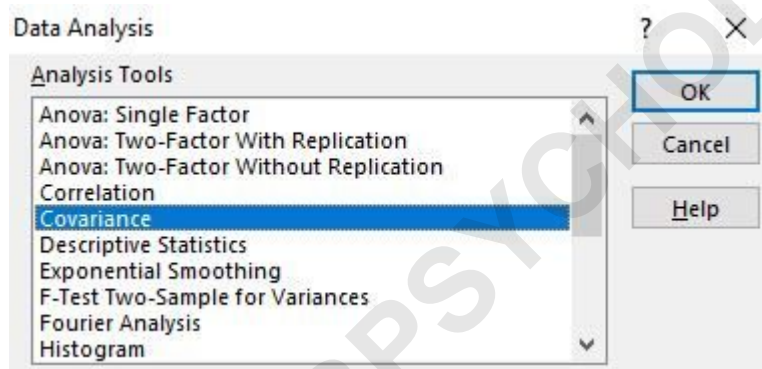 Data Analysis ? ×
Analysis Tools
Anova: Single Factor
Anova: Two-Factor With Replication
Anova: Two-Factor Without Replication
Correlation
Covariance
Descriptive Statistics
Exponential Smoothing
F-Test Two-Sample for Variances
Fourier Analysis
Histogram
OK
Cancel
Help